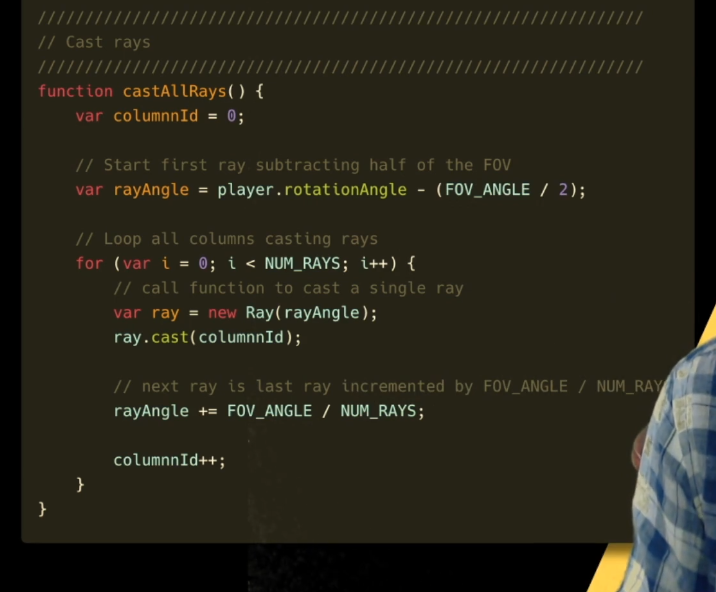 /////////////////////////////////////////////////////////////////
// Cast rays
/////////////////////////////////////////////////////////////////
function castAllRays() {
    var columnnId = 0;

    // Start first ray subtracting half of the FOV
    var rayAngle = player.rotationAngle - (FOV_ANGLE / 2);

    // Loop all columns casting rays
    for (var i = 0; i < NUM_RAYS; i++) {
        // call function to cast a single ray
        var ray = new Ray(rayAngle);
        ray.cast(columnnId);

        // next ray is last ray incremented by FOV_ANGLE / NUM_RAY
        rayAngle += FOV_ANGLE / NUM_RAYS;

        columnnId++;
    }
}